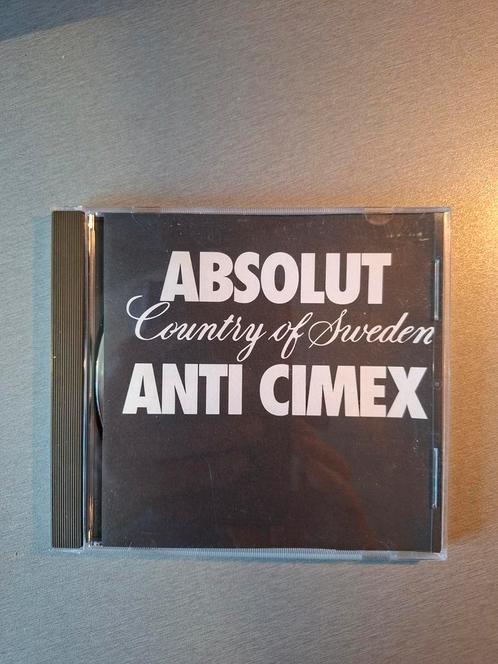 ABSOLUT
Country of Sweden
ANTI CIMEX